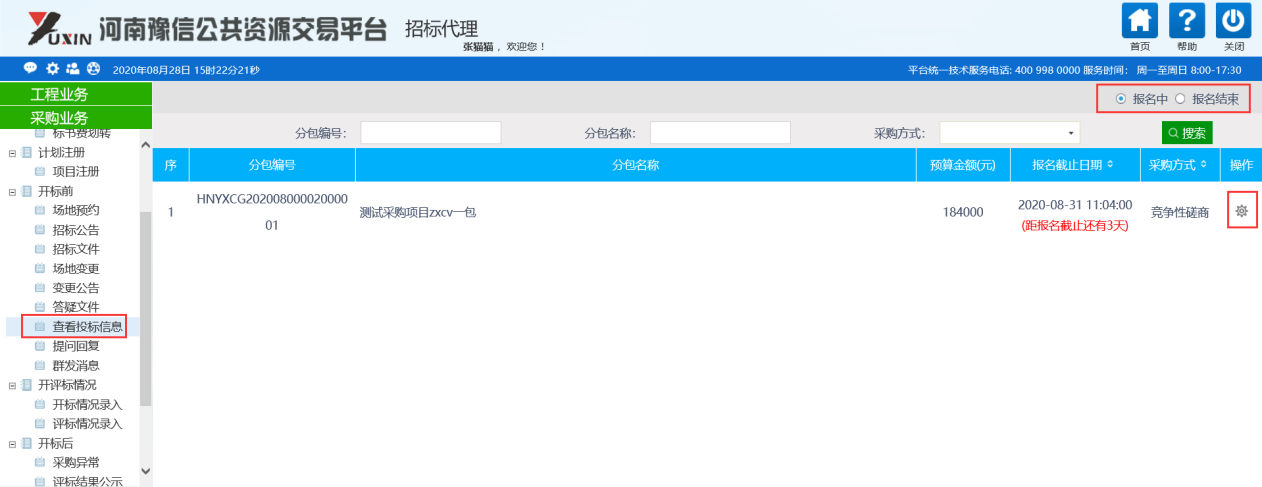 YUXIN 河南豫信公共资源交易平台 招标代理
张猫猫 ，欢迎您！
首页 帮助 关闭
2020年08月28日 15时22分21秒 平台统一技术服务电话: 400 998 0000 服务时间： 周一至周日 8:00-17:30
工程业务
报名中 报名结束
采购业务
标书费划转
分包编号: 分包名称: 采购方式: 搜索
计划注册
序 分包编号 分包名称 预算金额(元) 报名截止日期 采购方式 操作
项目注册
开标前
1 HNYXCG202008000020000
01 测试采购项目zxcv一包 184000 2020-08-31 11:04:00
(距报名截止还有3天) 竞争性磋商
场地预约
招标公告
招标文件
场地变更
变更公告
答疑文件
查看投标信息
提问回复
群发消息
开评标情况
开标情况录入
评标情况录入
开标后
采购异常
评标结果公示